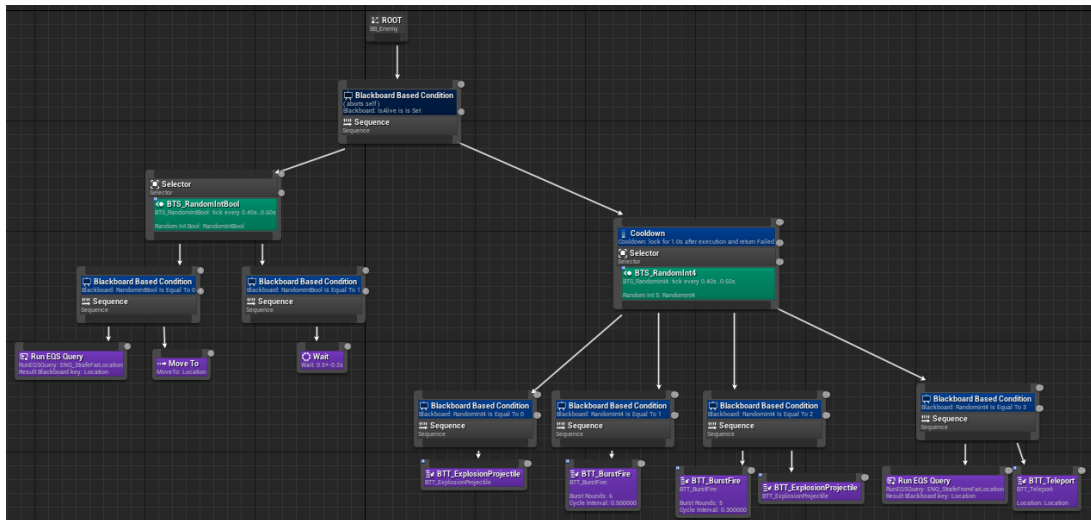 ROOT
BB_Enemy
Blackboard Based Condition
( aborts self )
Blackboard: isAlive is Is Set
Sequence
Sequence
Selector
Selector
BTS_RandomIntBool
BTS_RandomIntBool: tick every 0.40s..0.60s
Random Int Bool: RandomIntBool
Blackboard Based Condition
Blackboard: RandomIntBool Is Equal To 0
Sequence
Sequence
Blackboard Based Condition
Blackboard: RandomIntBool Is Equal To 1
Sequence
Sequence
Run EQS Query
RunEQSQuery: ENQ_StrafeFarLocation
Result Blackboard key: Location
Move To
MoveTo: Location
Wait
Wait: 0.5+-0.2s
Cooldown
Cooldown: lock for 1.0s after execution and return Failed
Selector
Selector
BTS_RandomInt4
BTS_RandomInt4: tick every 0.40s..0.60s
Random Int 5: RandomInt4
Blackboard Based Condition
Blackboard: RandomInt4 Is Equal To 0
Sequence
Sequence
Blackboard Based Condition
Blackboard: RandomInt4 Is Equal To 1
Sequence
Sequence
Blackboard Based Condition
Blackboard: RandomInt4 Is Equal To 2
Sequence
Sequence
Blackboard Based Condition
Blackboard: RandomInt4 Is Equal To 3
Sequence
Sequence
BTT_ExplosionProjectile
BTT_ExplosionProjectile
BTT_BurstFire
BTT_BurstFire:
Burst Rounds: 6
Cycle Interval: 0.500000
BTT_BurstFire
BTT_BurstFire:
Burst Rounds: 5
Cycle Interval: 0.300000
BTT_ExplosionProjectile
BTT_ExplosionProjectile
Run EQS Query
RunEQSQuery: ENQ_StrafeFromFarLocation
Result Blackboard key: Location
BTT_Teleport
BTT_Teleport:
Location: Location